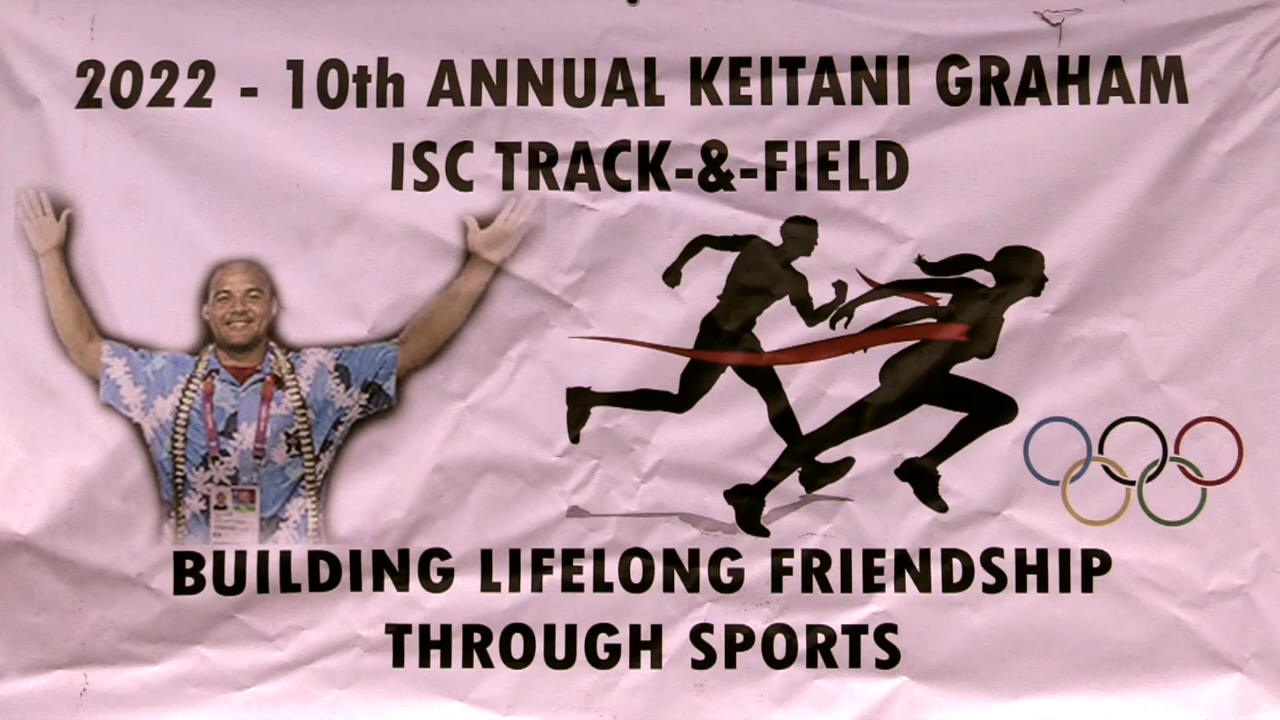 2022 - 10th ANNUAL KEITANI GRAHAM
ISC TRACK-&-FIELD
BUILDING LIFELONG FRIENDSHIP
THROUGH SPORTS